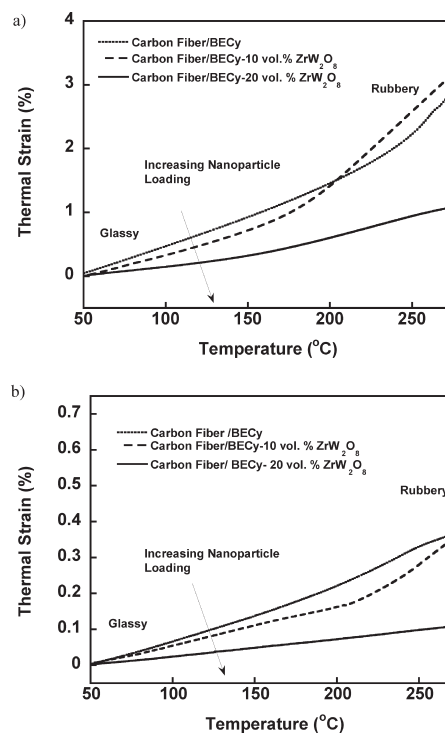 a)
Carbon Fiber/BECy
Carbon Fiber/BECy-10 vol.% ZrW₂O₈
Carbon Fiber/BECy-20 vol. % ZrW₂O₈
Rubbery
Increasing Nanoparticle
Loading
Glassy
Thermal Strain (%)
4
3
2
1
0
50
100
150
200
250
Temperature (°C)
b)
Carbon Fiber /BECy
Carbon Fiber/BECy-10 vol. % ZrW₂O₈
Carbon Fiber/ BECy- 20 vol. % ZrW₂O₈
Rubbery
Increasing Nanoparticle
Loading
Glassy
Thermal Strain (%)
0.7
0.6
0.5
0.4
0.3
0.2
0.1
0
50
100
150
200
250
Temperature (°C)